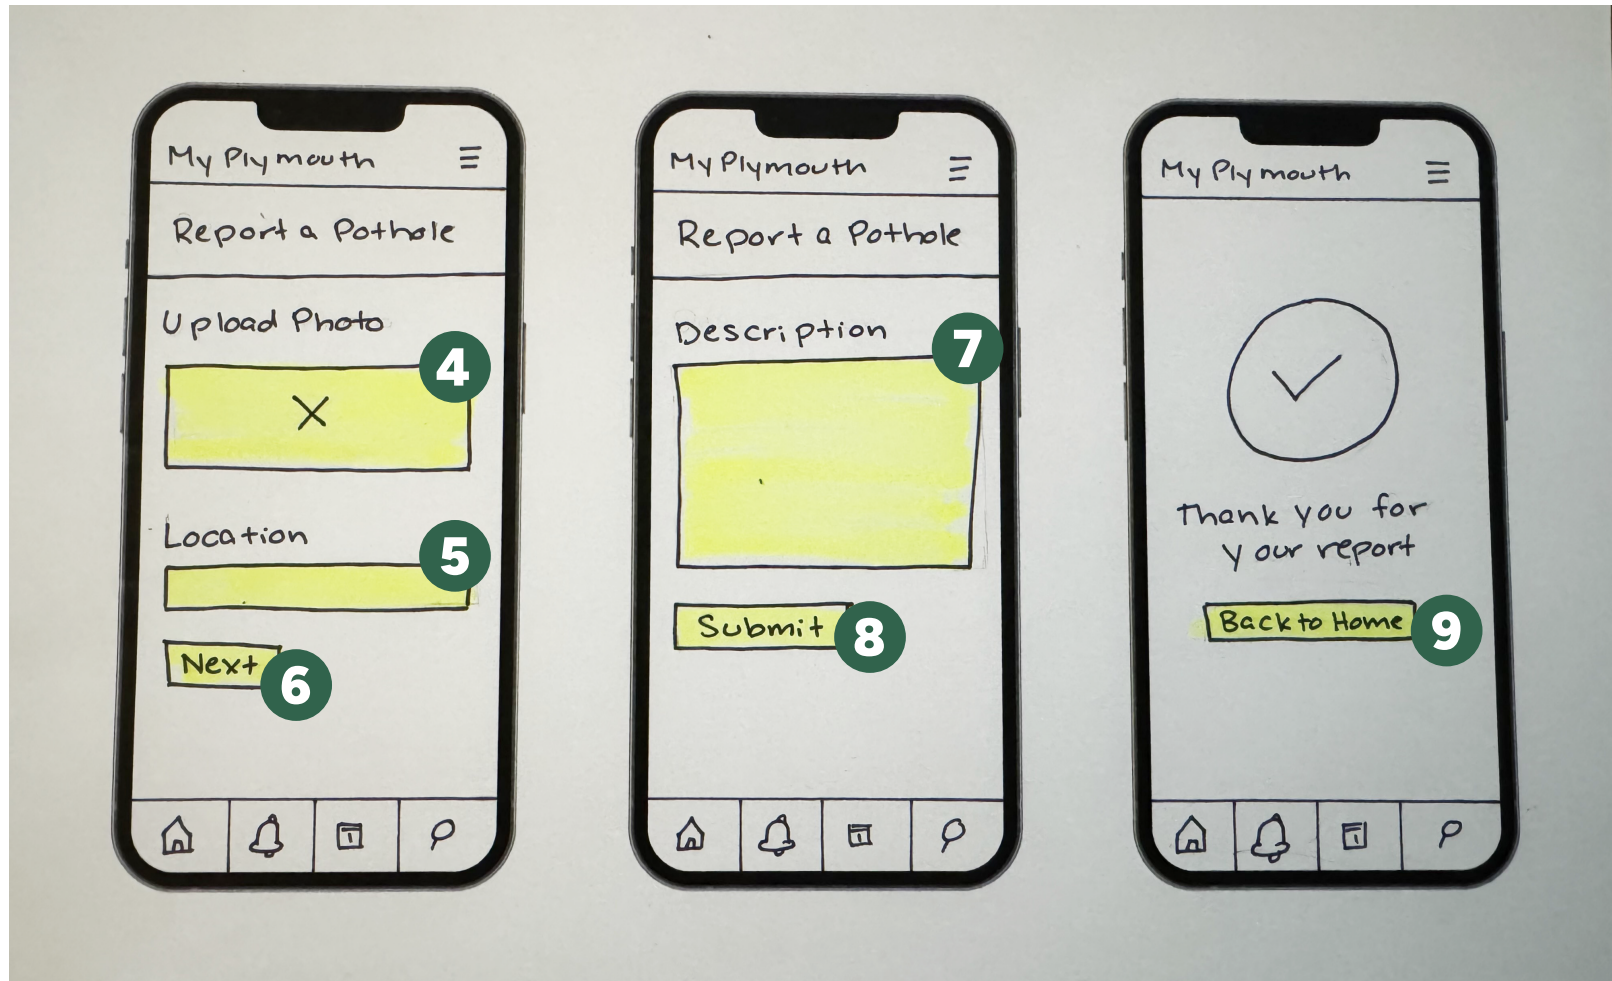 My Plymouth
Report a Pothole
Upload Photo
4
Location
5
Next
6
My Plymouth
Report a Pothole
Description
7
Submit
8
My Plymouth
Thank you for
your report
Back to Home
9